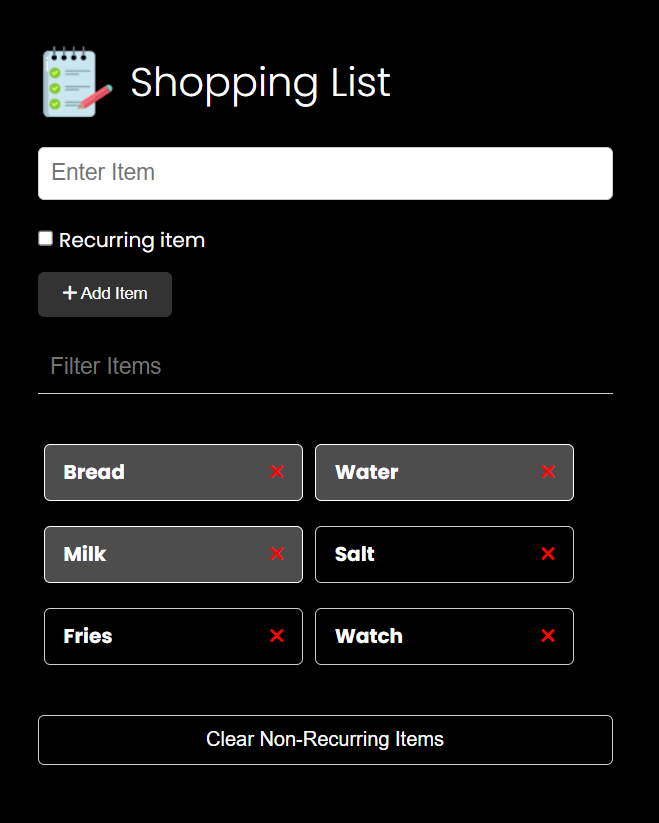 Shopping List
Enter Item
Recurring item
+ Add Item
Filter Items
Bread
Water
Milk
Salt
Fries
Watch
Clear Non-Recurring Items